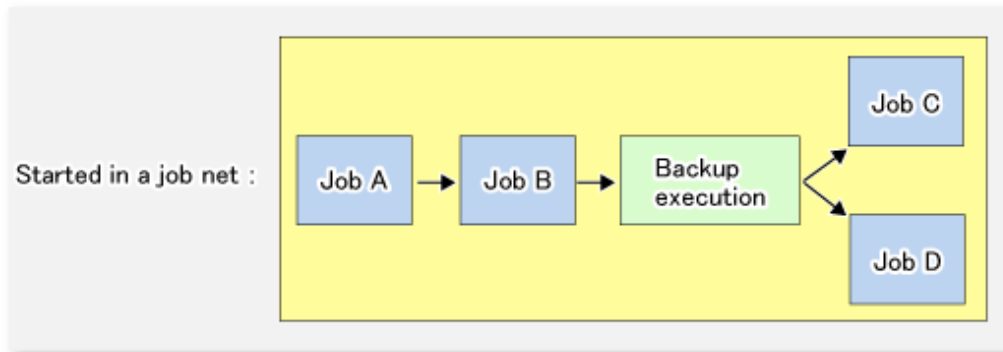 Started in a job net :
Job A
Job B
Backup
execution
Job C
Job D